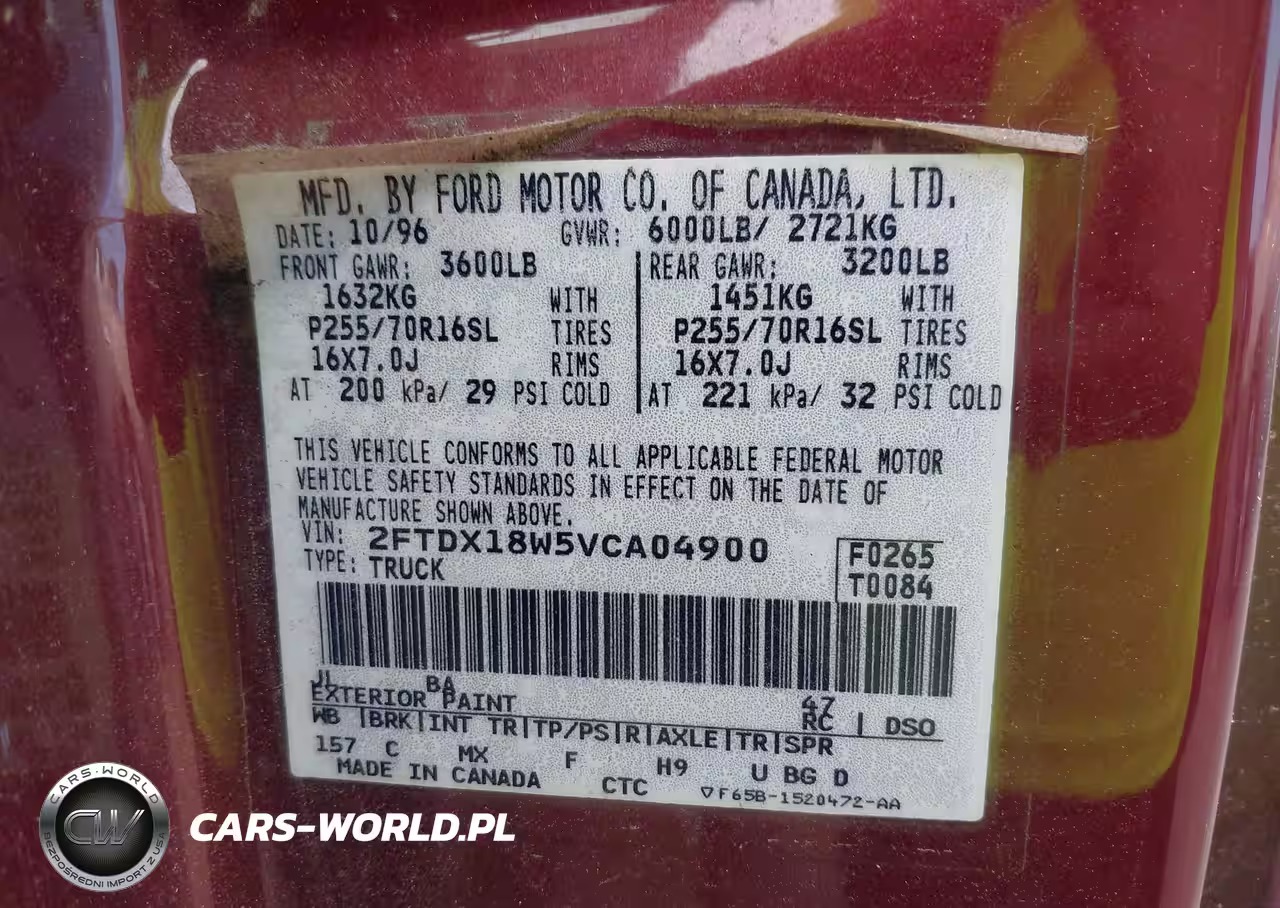 MFD. BY FORD MOTOR CO. OF CANADA, LTD.
DATE: 10/96 GVWR: 6000LB/ 2721KG
FRONT GAWR: 3600LB REAR GAWR: 3200LB
1632KG WITH 1451KG WITH
P255/70R16SL TIRES P255/70R16SL TIRES
16X7.0J RIMS 16X7.0J RIMS
AT 200 kPa/ 29 PSI COLD AT 221 kPa/ 32 PSI COLD
THIS VEHICLE CONFORMS TO ALL APPLICABLE FEDERAL MOTOR
VEHICLE SAFETY STANDARDS IN EFFECT ON THE DATE OF
MANUFACTURE SHOWN ABOVE.
VIN: 2FTDX18W5VCA04900 F0265
TYPE: TRUCK T0084
JL BA 47
EXTERIOR PAINT RC | DSO
WB |BRK|INT TR|TP/PS|R|AXLE|TR|SPR
157 C MX F H9 U BG D
MADE IN CANADA CTC ▽F65B-1520472-AA
CARS-WORLD
CW
BEZPOŚREDNI IMPORT Z USA
CARS-WORLD.PL